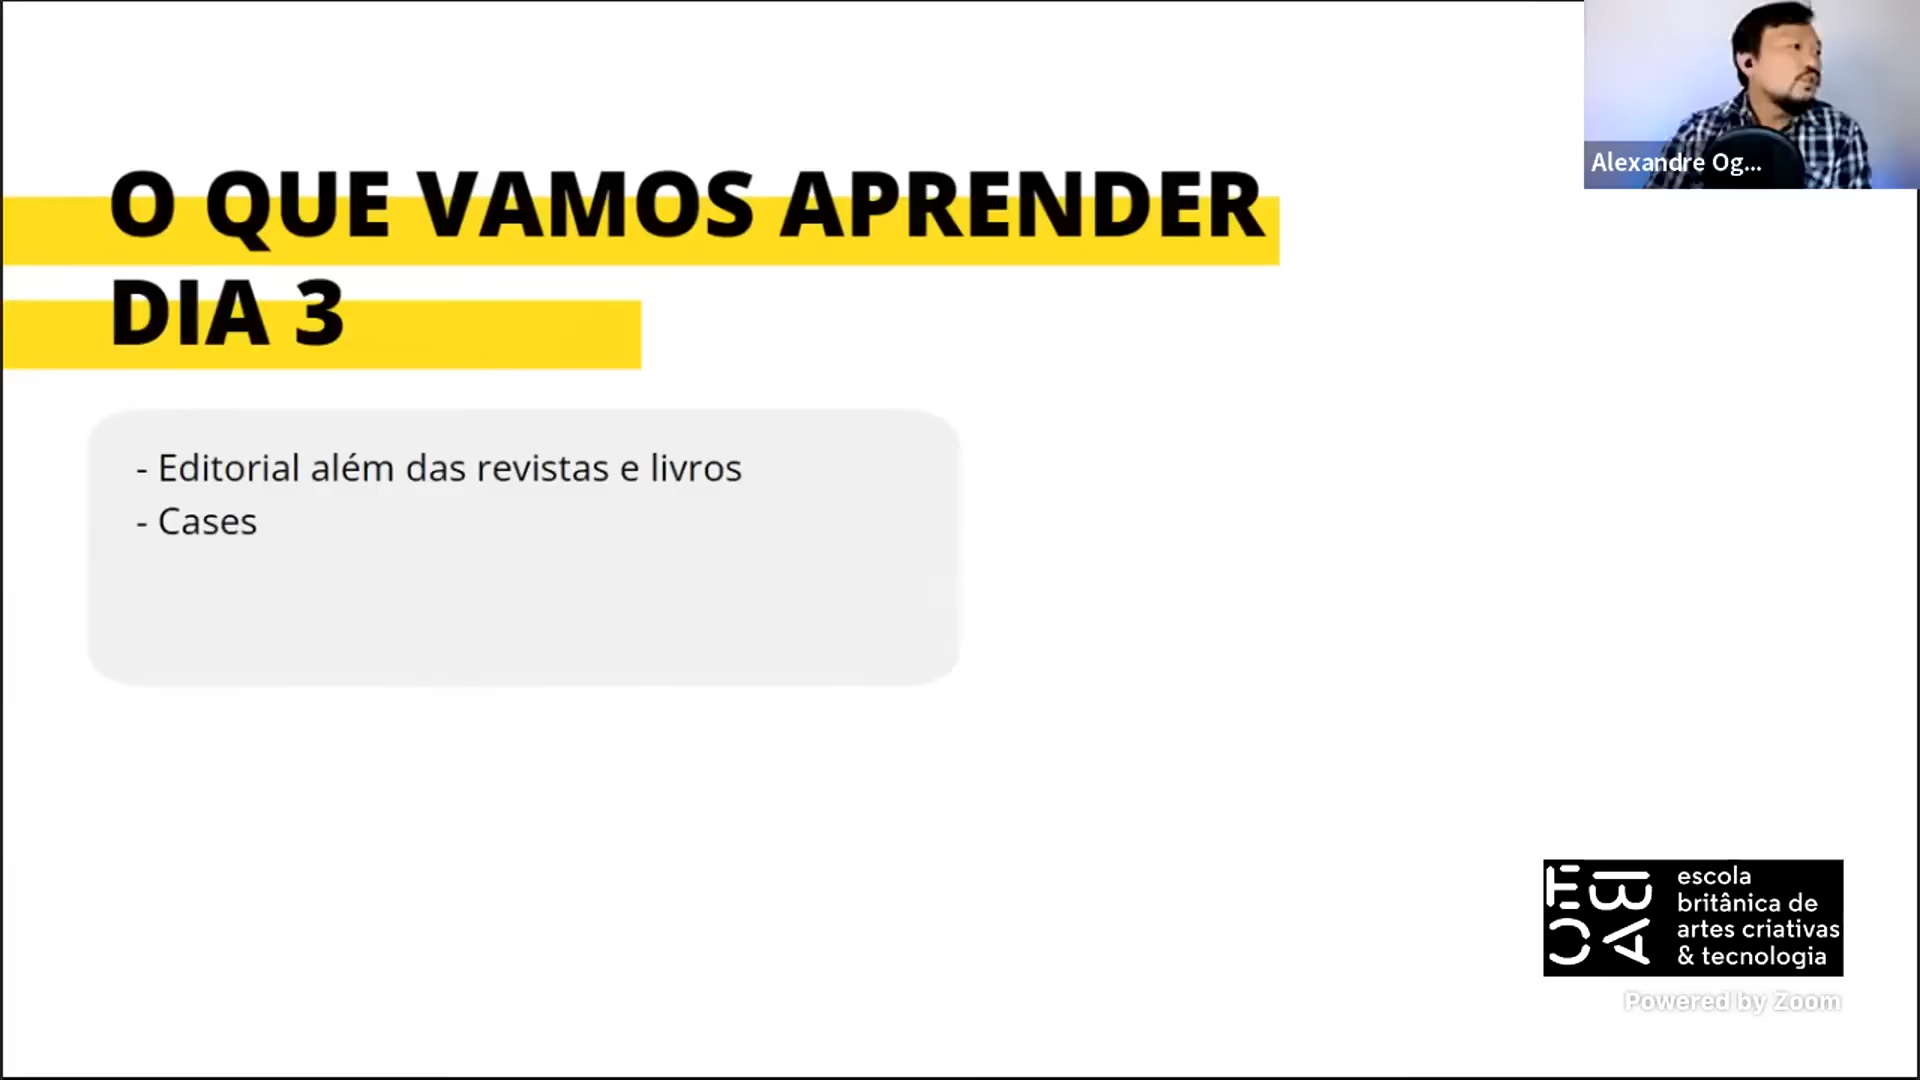 O QUE VAMOS APRENDER
DIA 3
- Editorial além das revistas e livros
- Cases
Alexandre Og...
EBAC
escola
britânica de
artes criativas
& tecnologia
Powered by Zoom